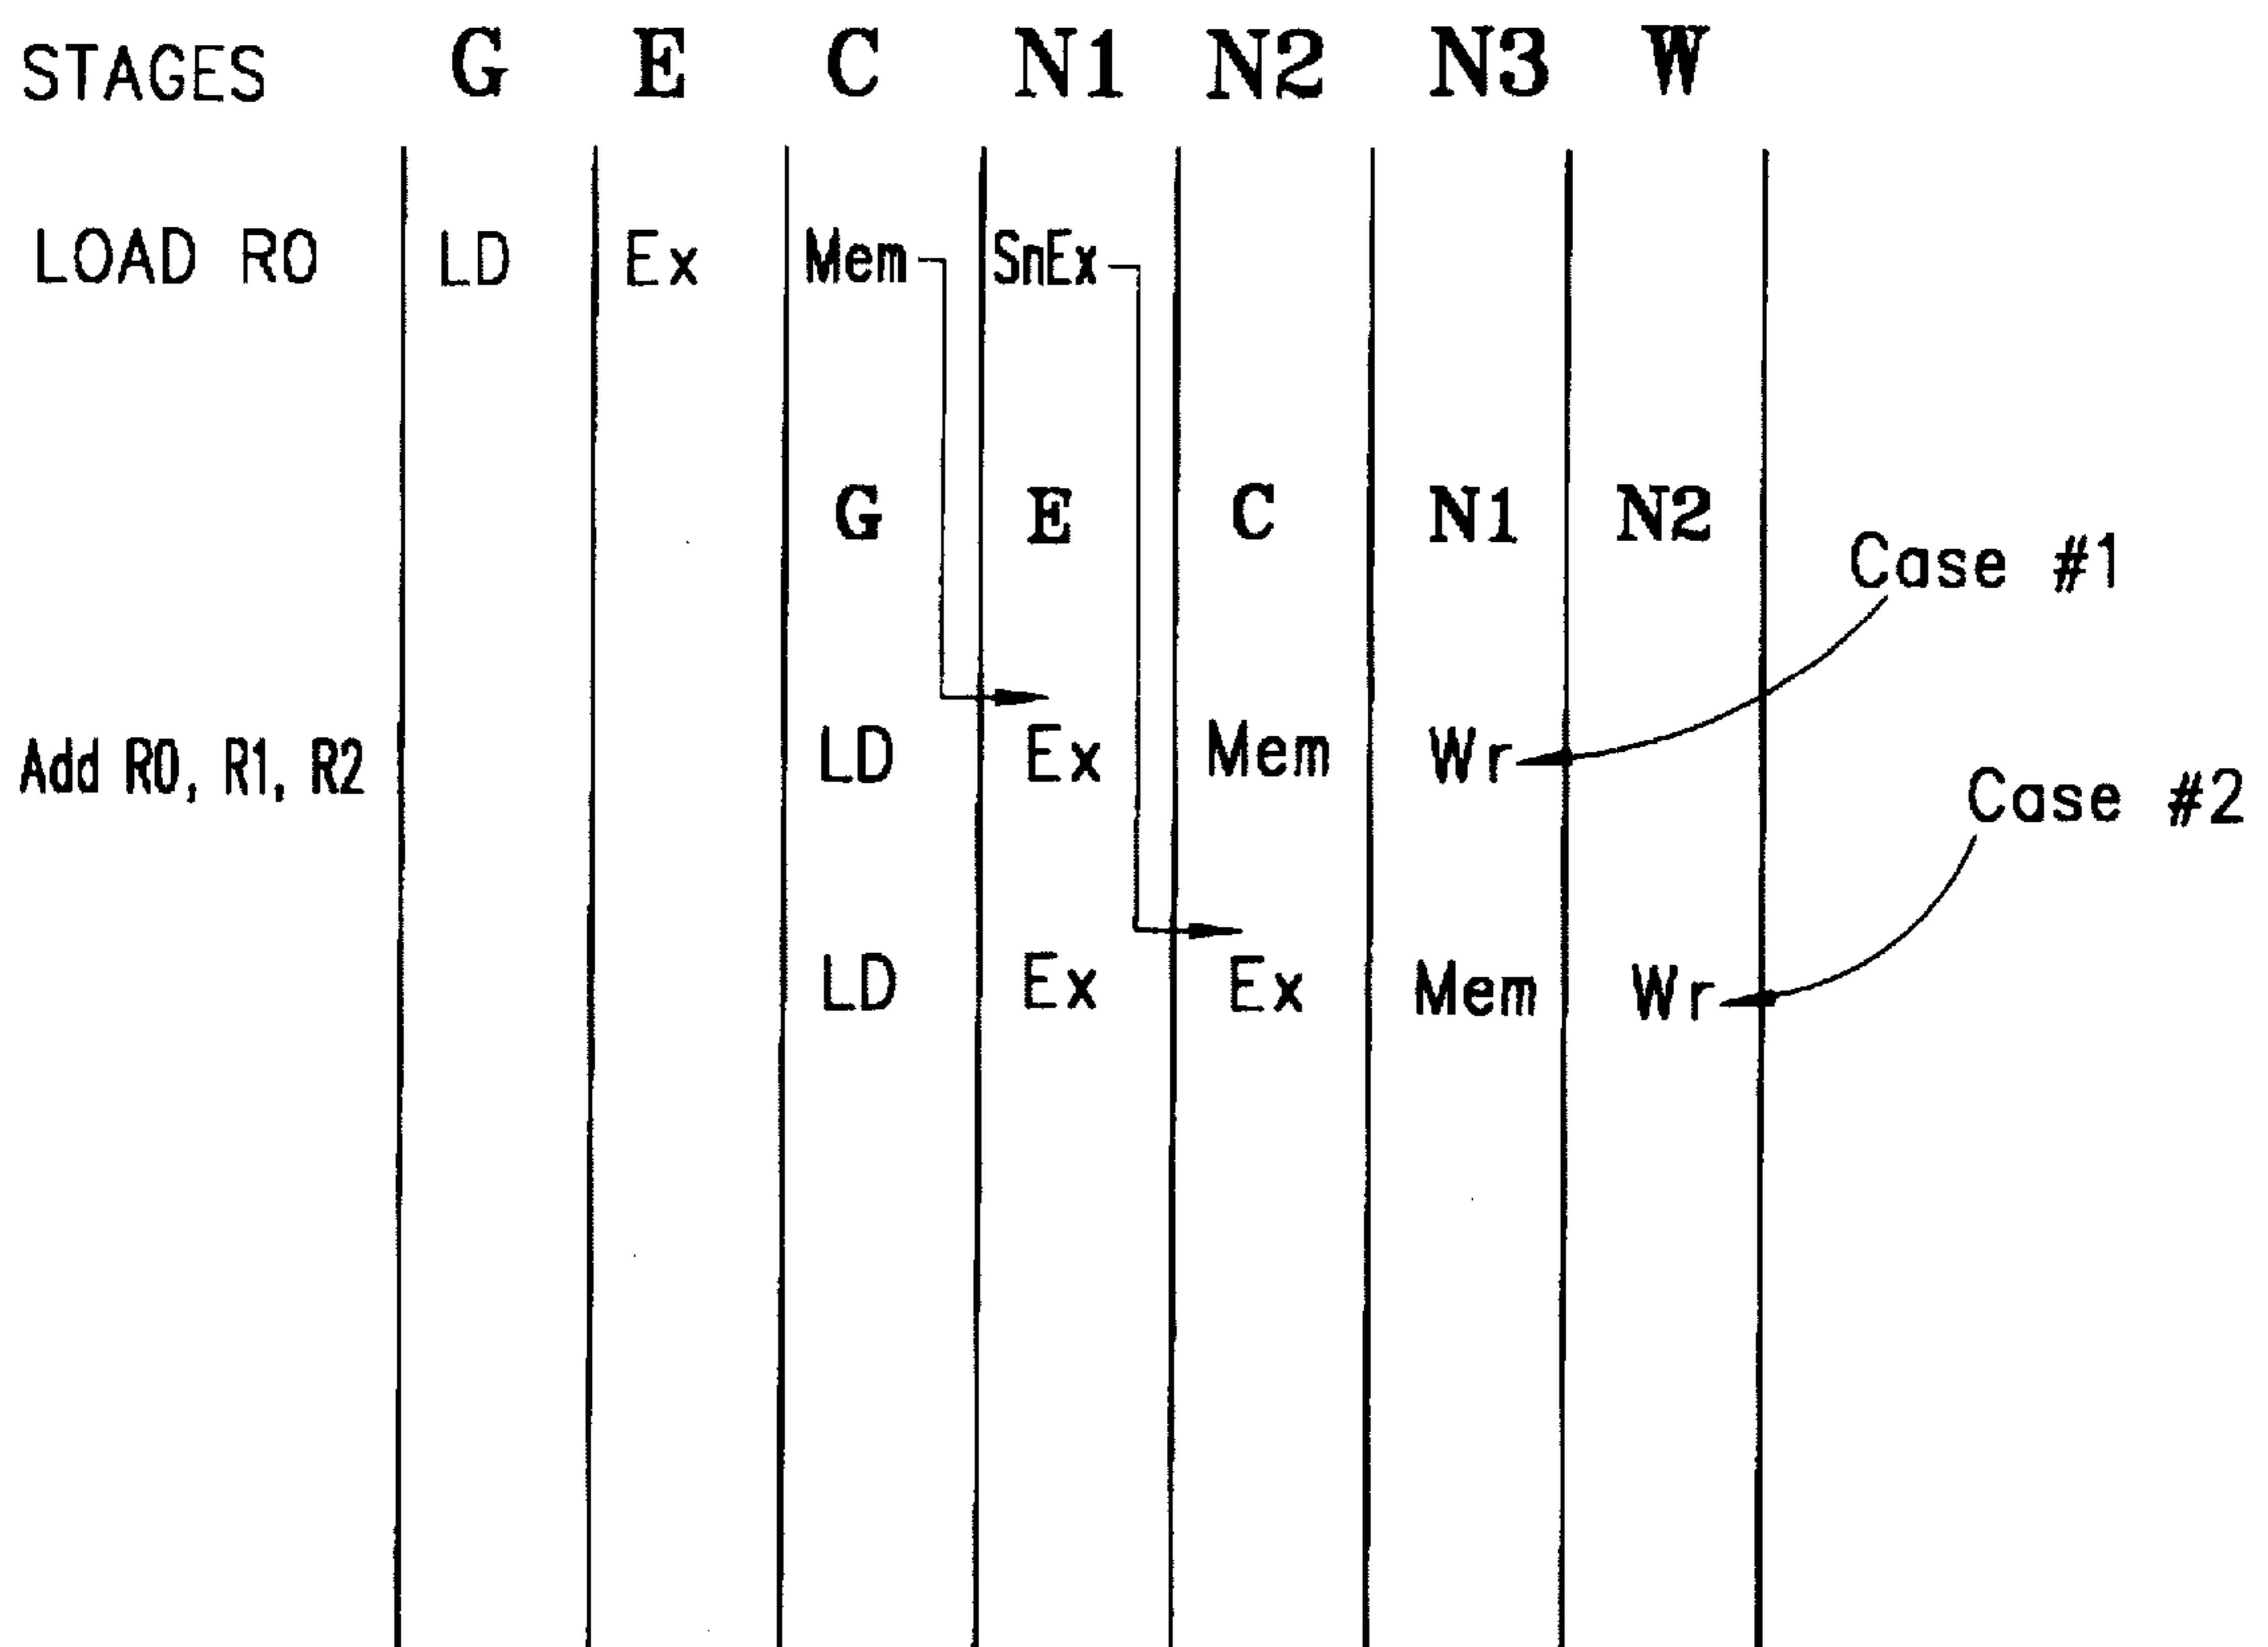 STAGES G E C N1 N2 N3 W
LOAD R0 LD Ex Mem SnEx
G E C N1 N2
Case #1
Add R0, R1, R2 LD Ex Mem Wr
Case #2
LD Ex Ex Mem Wr